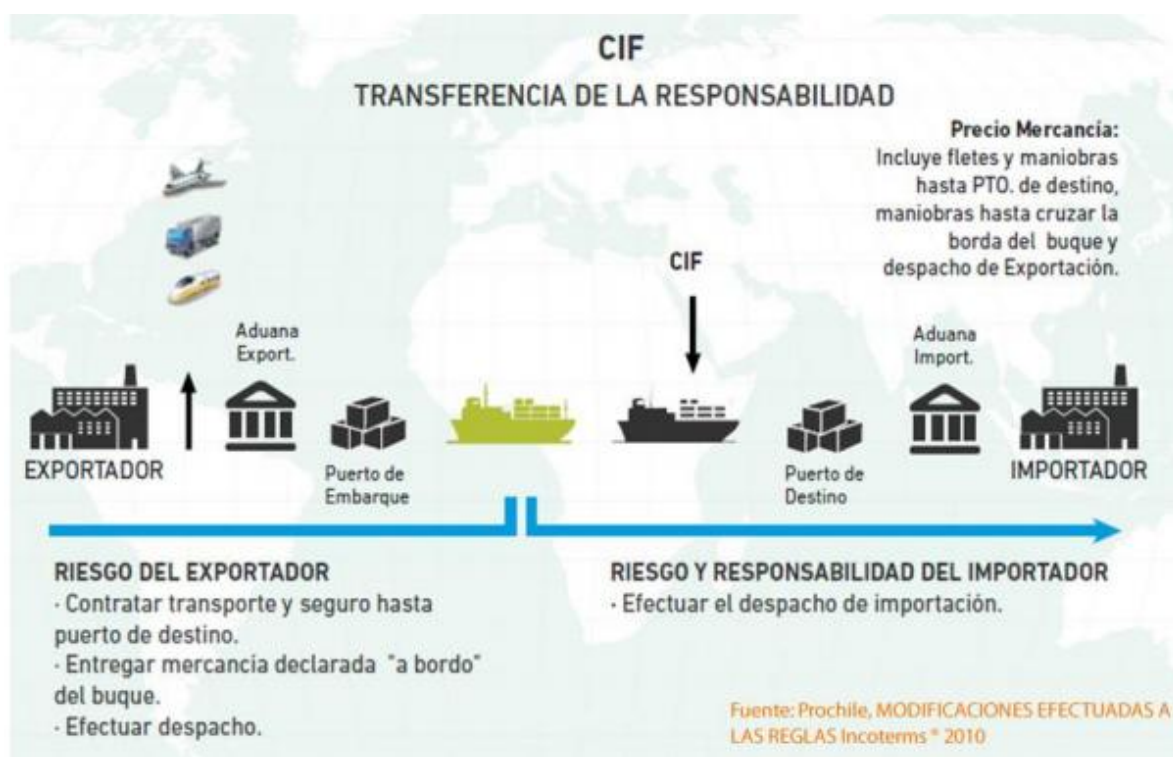 CIF
TRANSFERENCIA DE LA RESPONSABILIDAD
Precio Mercancía:
Incluye fletes y maniobras
hasta PTO. de destino,
maniobras hasta cruzar la
borda del buque y
despacho de Exportación.
CIF
Aduana
Export.
Aduana
Import.
EXPORTADOR
Puerto de
Embarque
Puerto de
Destino
IMPORTADOR
RIESGO DEL EXPORTADOR
· Contratar transporte y seguro hasta
puerto de destino.
· Entregar mercancía declarada "a bordo"
del buque.
· Efectuar despacho.
RIESGO Y RESPONSABILIDAD DEL IMPORTADOR
· Efectuar el despacho de importación.
Fuente: Prochile, MODIFICACIONES EFECTUADAS A
LAS REGLAS Incoterms ® 2010